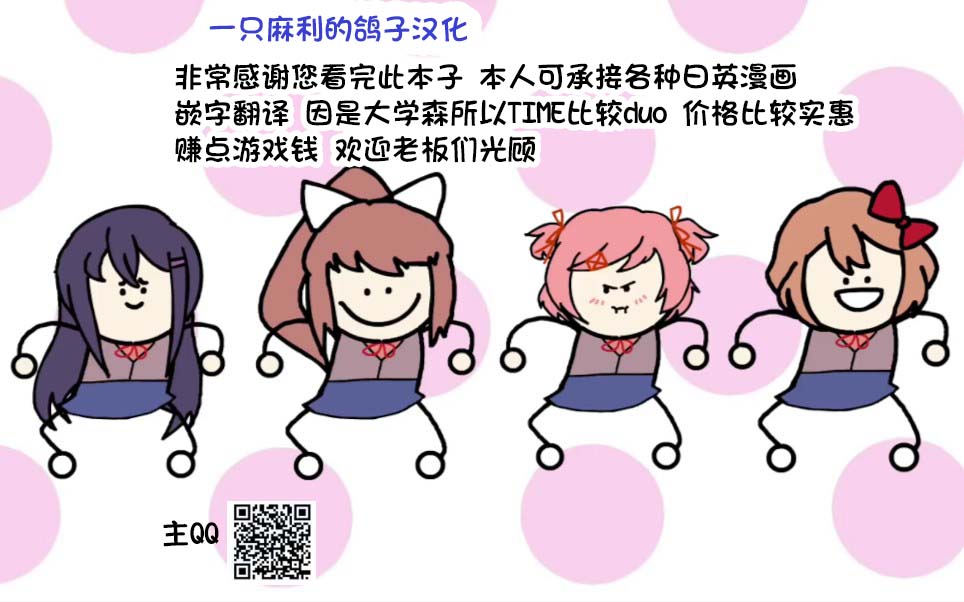 一只麻利的鸽子汉化
非常感谢您看完此本子 本人可承接各种日英漫画
嵌字翻译 因是大学森所以TIME比较duo 价格比较实惠
赚点游戏钱 欢迎老板们光顾
主QQ